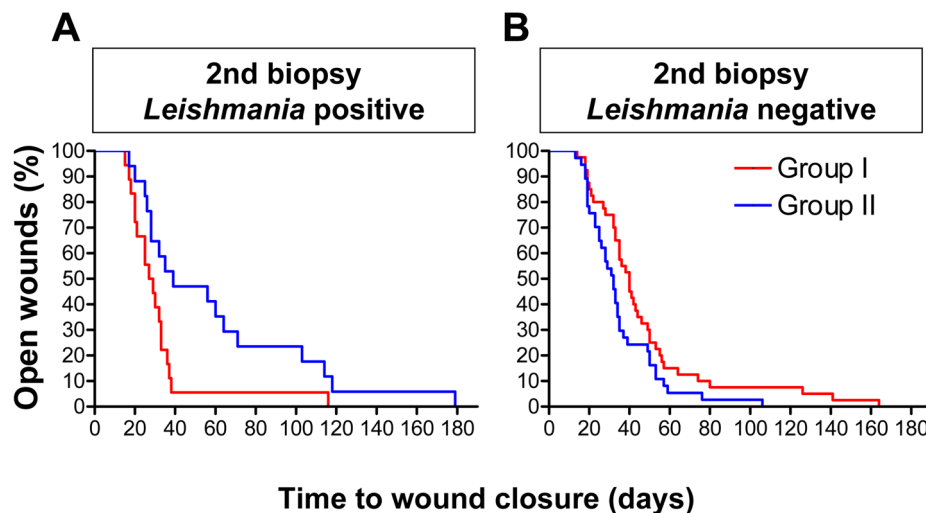 A
B
2nd biopsy
Leishmania positive
2nd biopsy
Leishmania negative
Open wounds (%)
100
90
80
70
60
50
40
30
20
10
0
0 20 40 60 80 100 120 140 160 180
100
90
80
70
60
50
40
30
20
10
0
0 20 40 60 80 100 120 140 160 180
Group I
Group II
Time to wound closure (days)